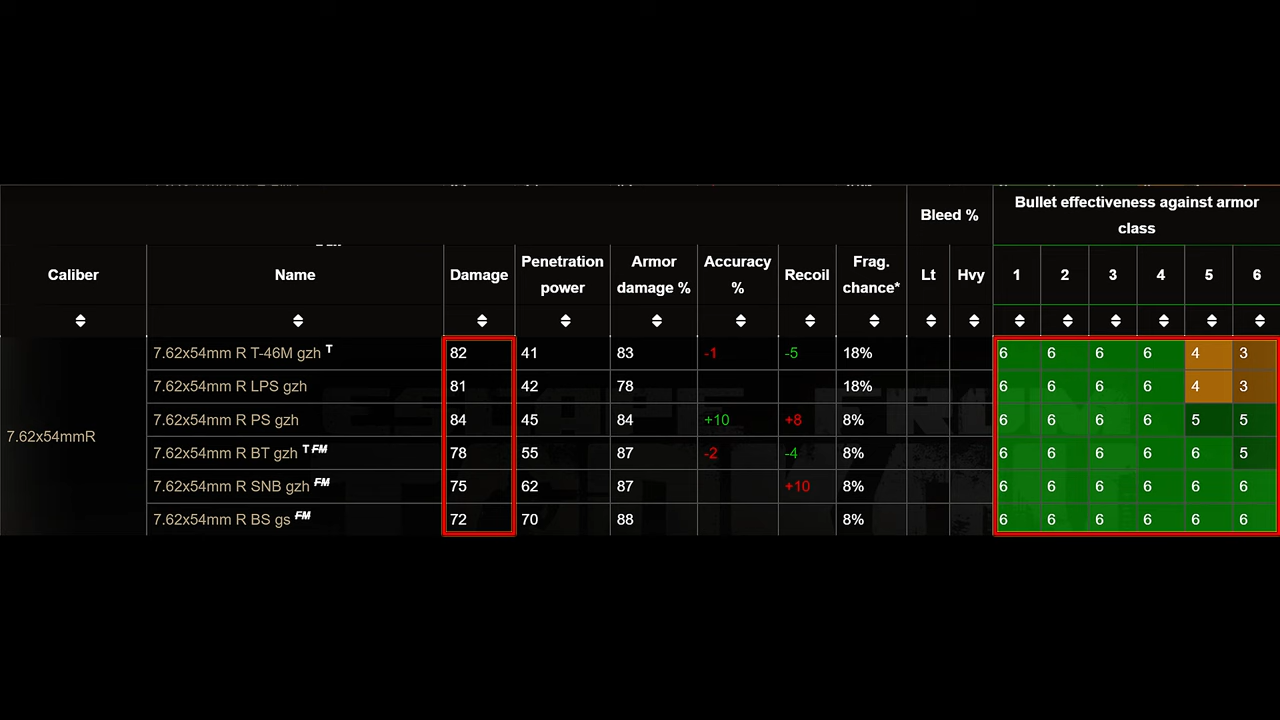 Bleed %
Bullet effectiveness against armor
class
Caliber
Name
Damage
Penetration
power
Armor
damage %
Accuracy
%
Recoil
Frag.
chance*
Lt
Hvy
1 2 3 4 5 6
7.62x54mmR
7.62x54mm R T-46M gzh T 82 41 83 -1 -5 18% 6 6 6 6 4 3
7.62x54mm R LPS gzh 81 42 78 18% 6 6 6 6 4 3
7.62x54mm R PS gzh 84 45 84 +10 +8 8% 6 6 6 6 5 5
7.62x54mm R BT gzh T FM 78 55 87 -2 -4 8% 6 6 6 6 6 5
7.62x54mm R SNB gzh FM 75 62 87 +10 8% 6 6 6 6 6 6
7.62x54mm R BS gs FM 72 70 88 8% 6 6 6 6 6 6
ESCAPE FROM